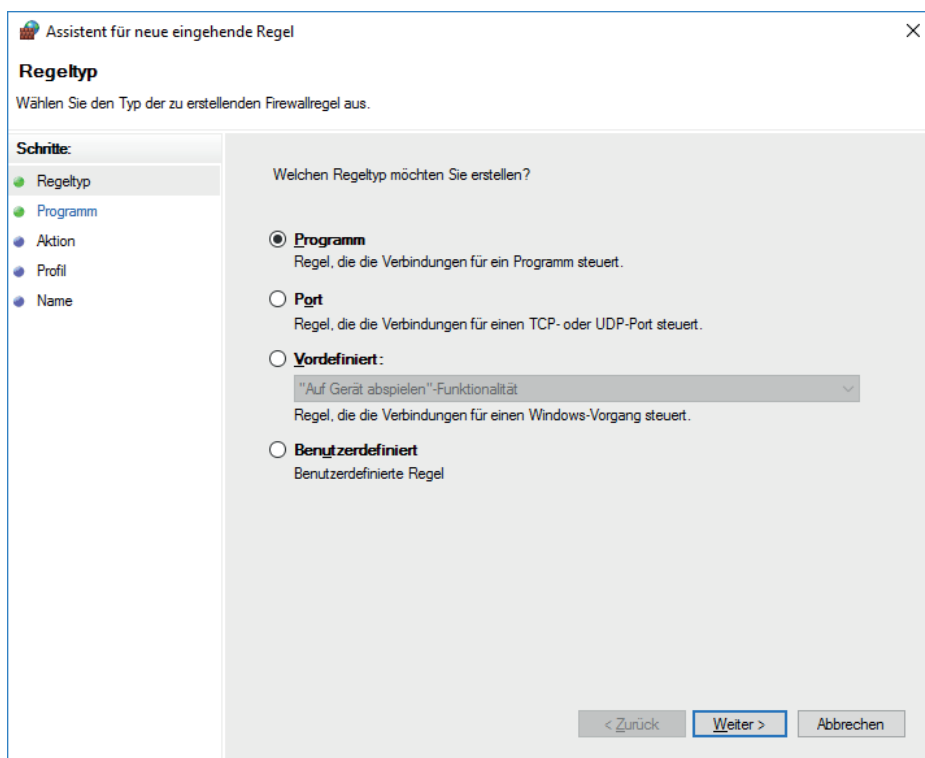 Assistent für neue eingehende Regel
Regeltyp
Wählen Sie den Typ der zu erstellenden Firewallregel aus.
Schritte:
Regeltyp
Programm
Aktion
Profil
Name
Welchen Regeltyp möchten Sie erstellen?
Programm
Regel, die die Verbindungen für ein Programm steuert.
Port
Regel, die die Verbindungen für einen TCP- oder UDP-Port steuert.
Vordefiniert:
"Auf Gerät abspielen"-Funktionalität
Regel, die die Verbindungen für einen Windows-Vorgang steuert.
Benutzerdefiniert
Benutzerdefinierte Regel
< Zurück Weiter > Abbrechen